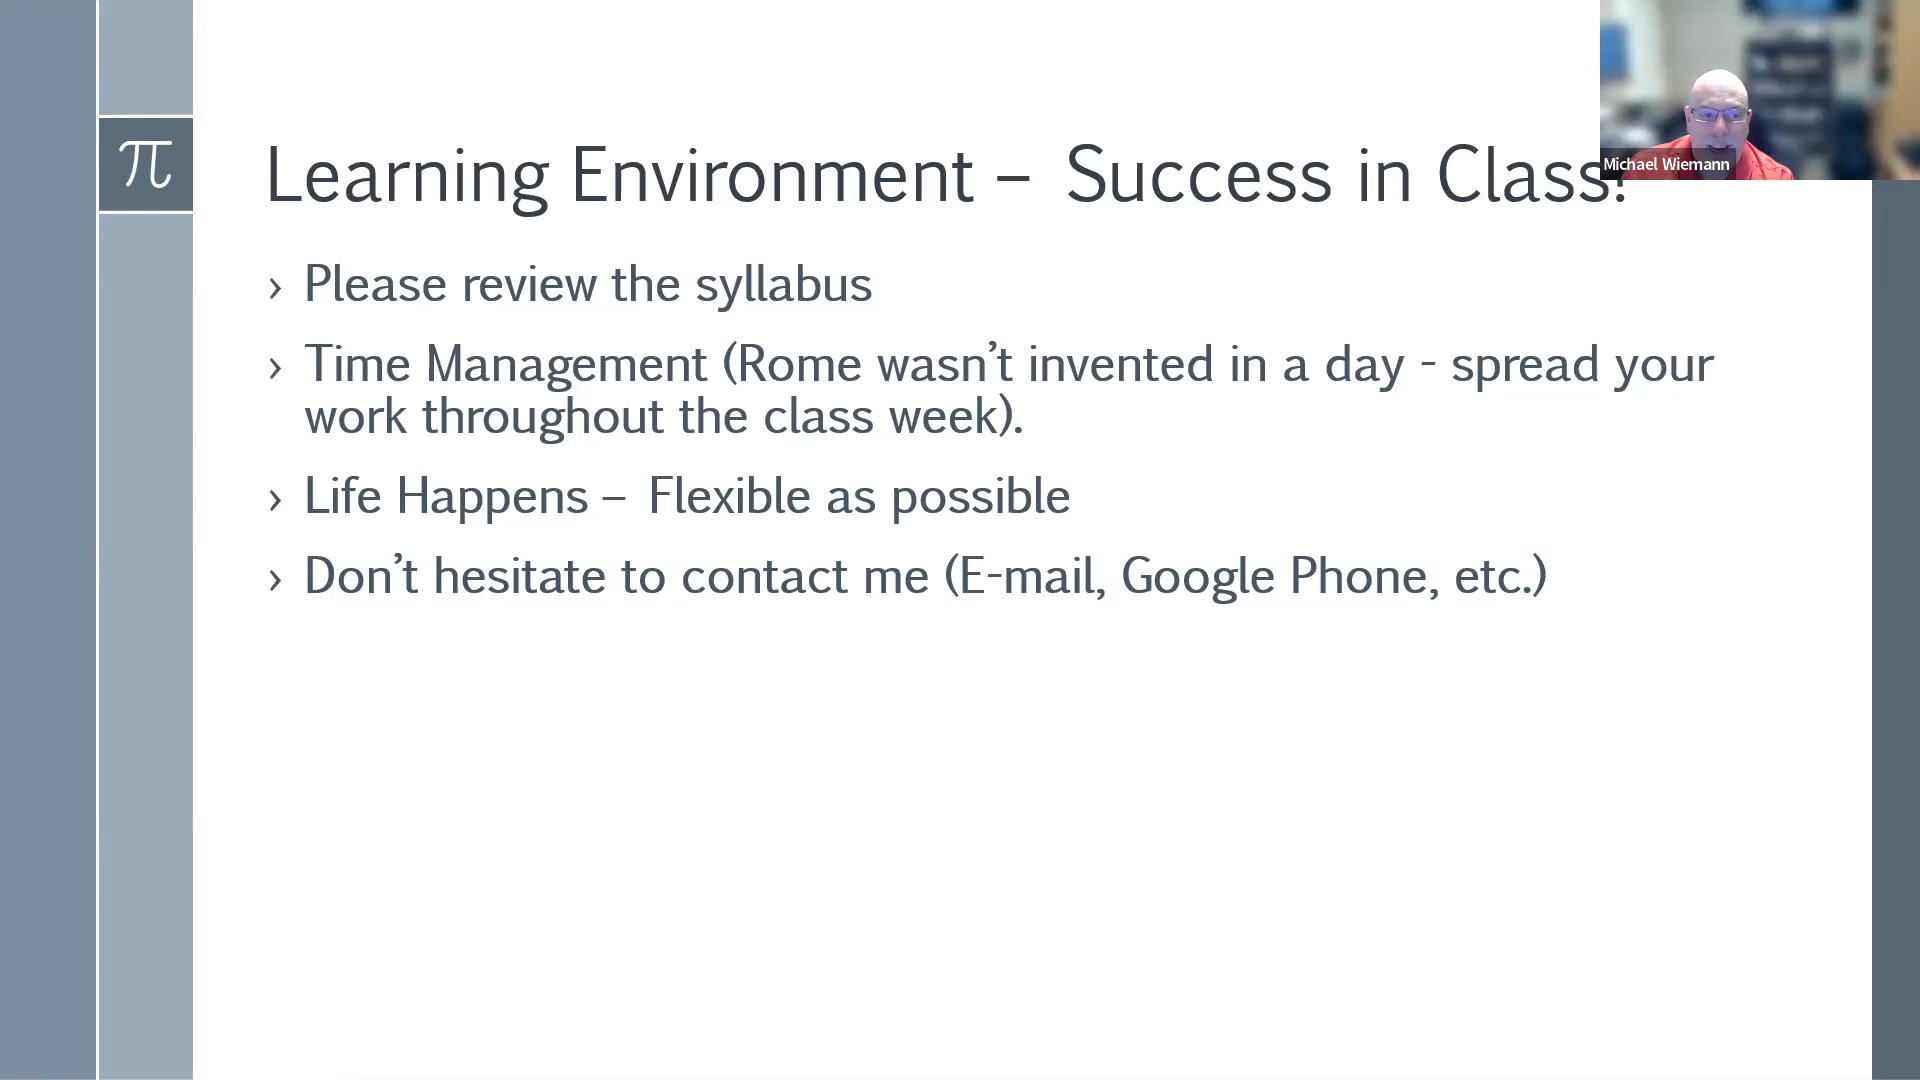 π
Learning Environment – Success in Class!
Michael Wiemann
› Please review the syllabus
› Time Management (Rome wasn’t invented in a day - spread your
work throughout the class week).
› Life Happens – Flexible as possible
› Don’t hesitate to contact me (E-mail, Google Phone, etc.)